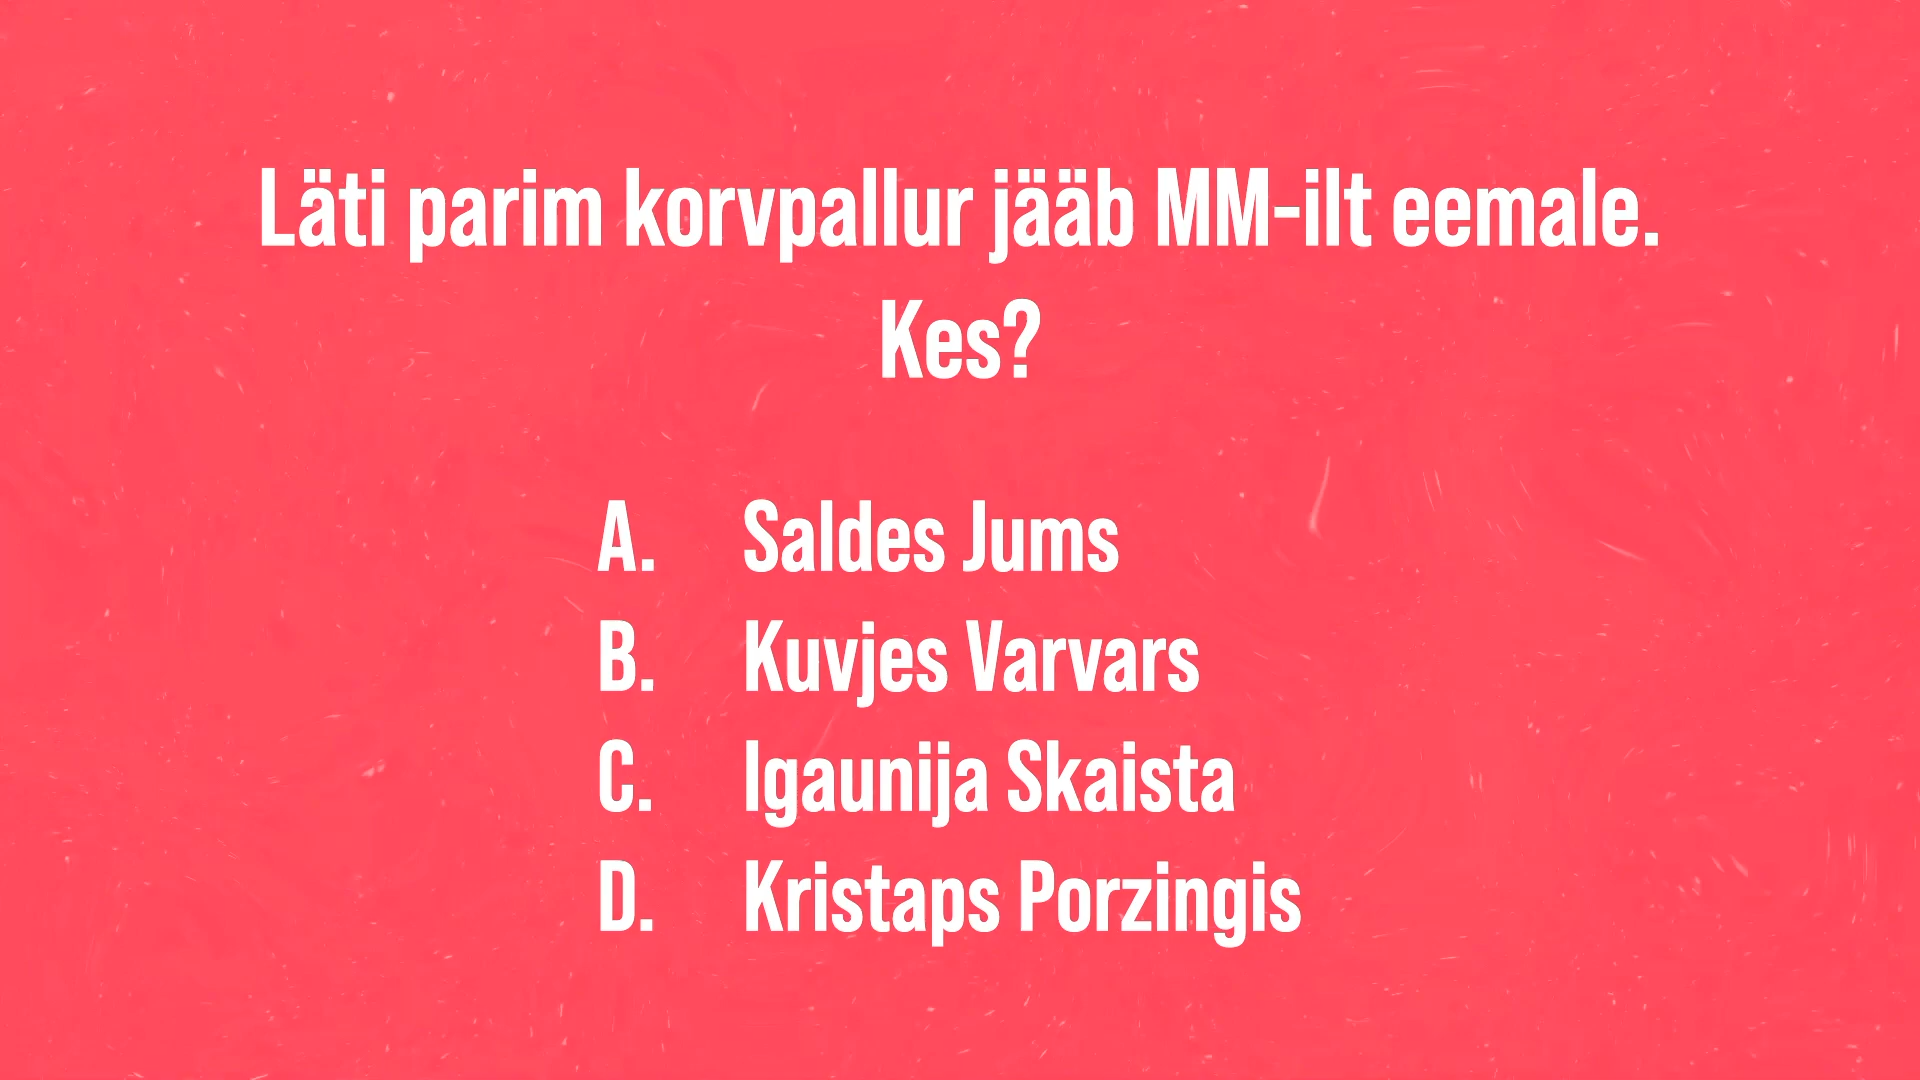 Läti parim korvpallur jääb MM-ilt eemale.
Kes?
A. Saldes Jums
B. Kuvjes Varvars
C. Igaunija Skaista
D. Kristaps Porzingis